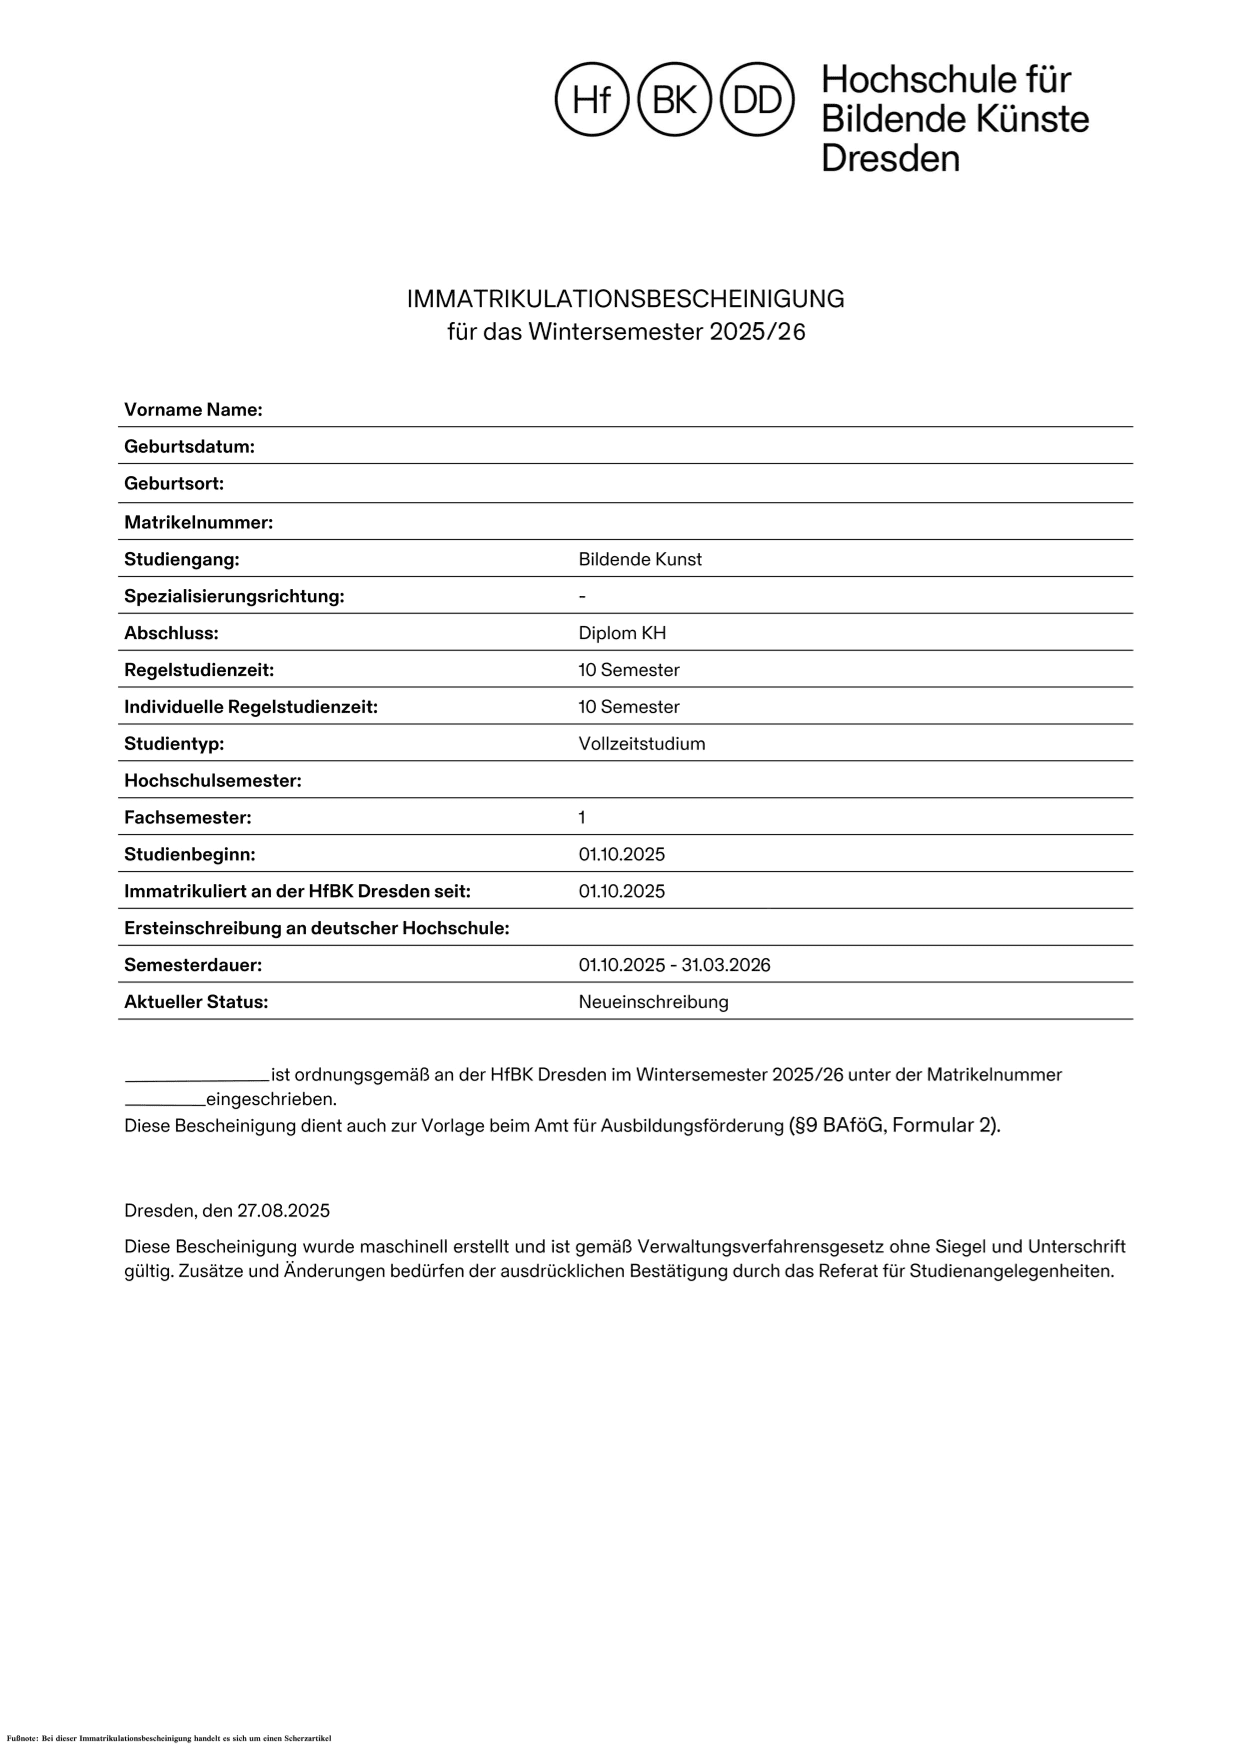 Hf BK DD
Hochschule für
Bildende Künste
Dresden
IMMATRIKULATIONSBESCHEINIGUNG
für das Wintersemester 2025/26
Vorname Name:
Geburtsdatum:
Geburtsort:
Matrikelnummer:
Studiengang: Bildende Kunst
Spezialisierungsrichtung: -
Abschluss: Diplom KH
Regelstudienzeit: 10 Semester
Individuelle Regelstudienzeit: 10 Semester
Studientyp: Vollzeitstudium
Hochschulsemester:
Fachsemester: 1
Studienbeginn: 01.10.2025
Immatrikuliert an der HfBK Dresden seit: 01.10.2025
Ersteinschreibung an deutscher Hochschule:
Semesterdauer: 01.10.2025 - 31.03.2026
Aktueller Status: Neueinschreibung
________________ist ordnungsgemäß an der HfBK Dresden im Wintersemester 2025/26 unter der Matrikelnummer
_________eingeschrieben.
Diese Bescheinigung dient auch zur Vorlage beim Amt für Ausbildungsförderung (§9 BAföG, Formular 2).
Dresden, den 27.08.2025
Diese Bescheinigung wurde maschinell erstellt und ist gemäß Verwaltungsverfahrensgesetz ohne Siegel und Unterschrift
gültig. Zusätze und Änderungen bedürfen der ausdrücklichen Bestätigung durch das Referat für Studienangelegenheiten.
Fußnote: Bei dieser Immatrikulationsbescheinigung handelt es sich um einen Scherzartikel